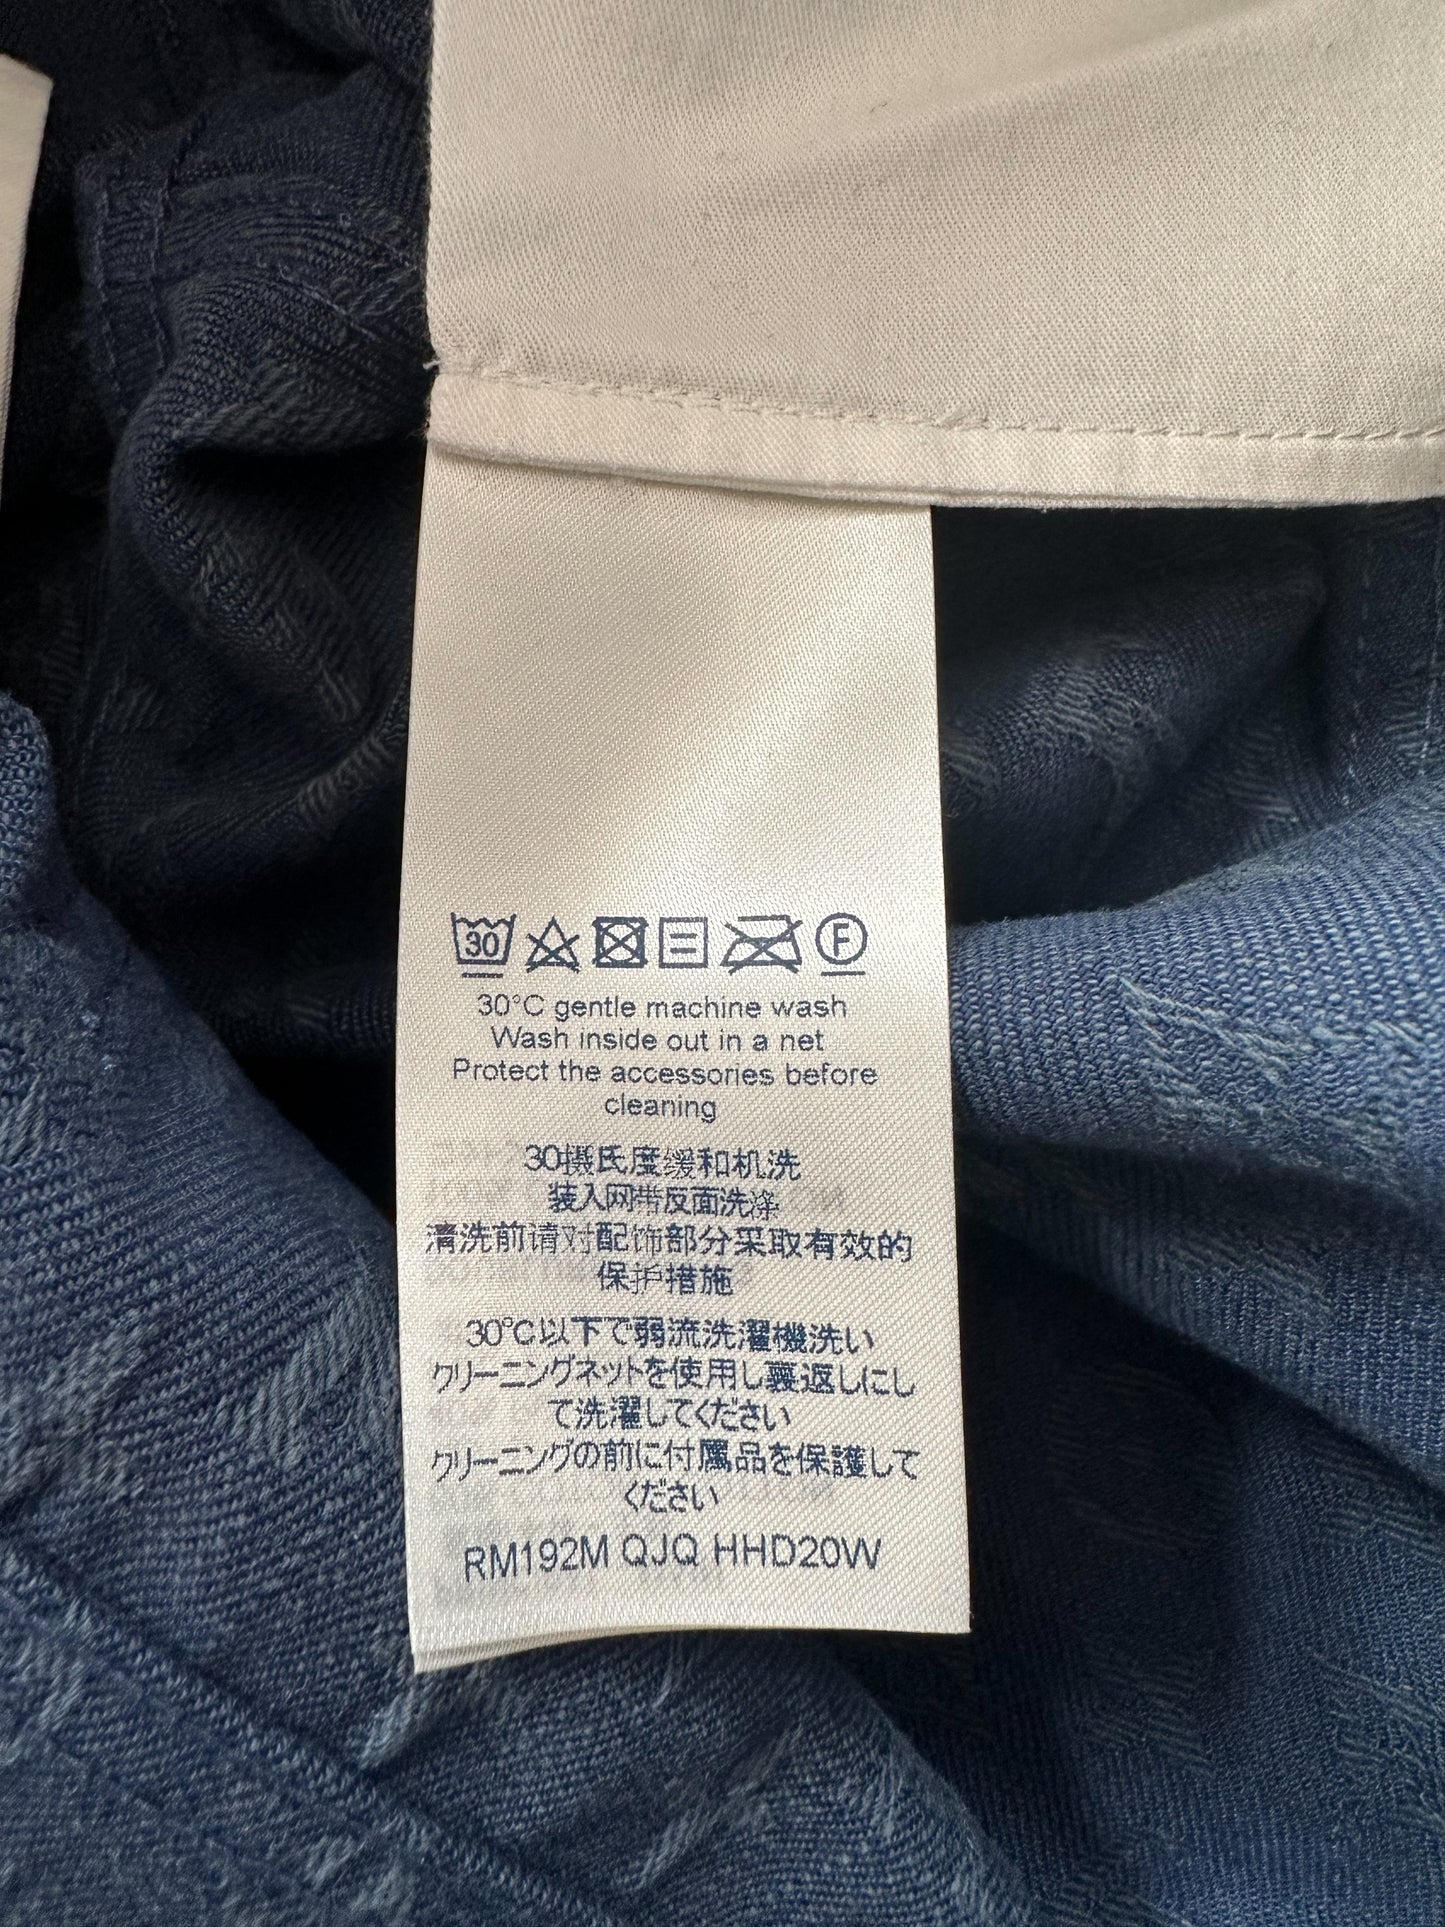 30 F
30°C gentle machine wash
Wash inside out in a net
Protect the accessories before
cleaning
30摄氏度缓和机洗
装入网带反面洗涤
清洗前请对配饰部分采取有效的
保护措施
30℃以下で弱流洗濯機洗い
クリーニングネットを使用し裏返しにし
て洗濯してください
クリーニングの前に付属品を保護して
ください
RM192M QJQ HHD20W